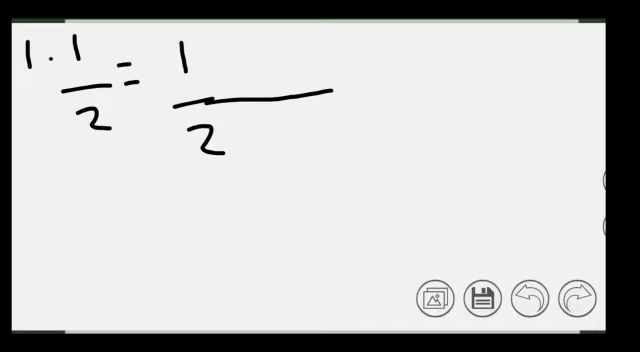 1 . 1/2 = 1/2